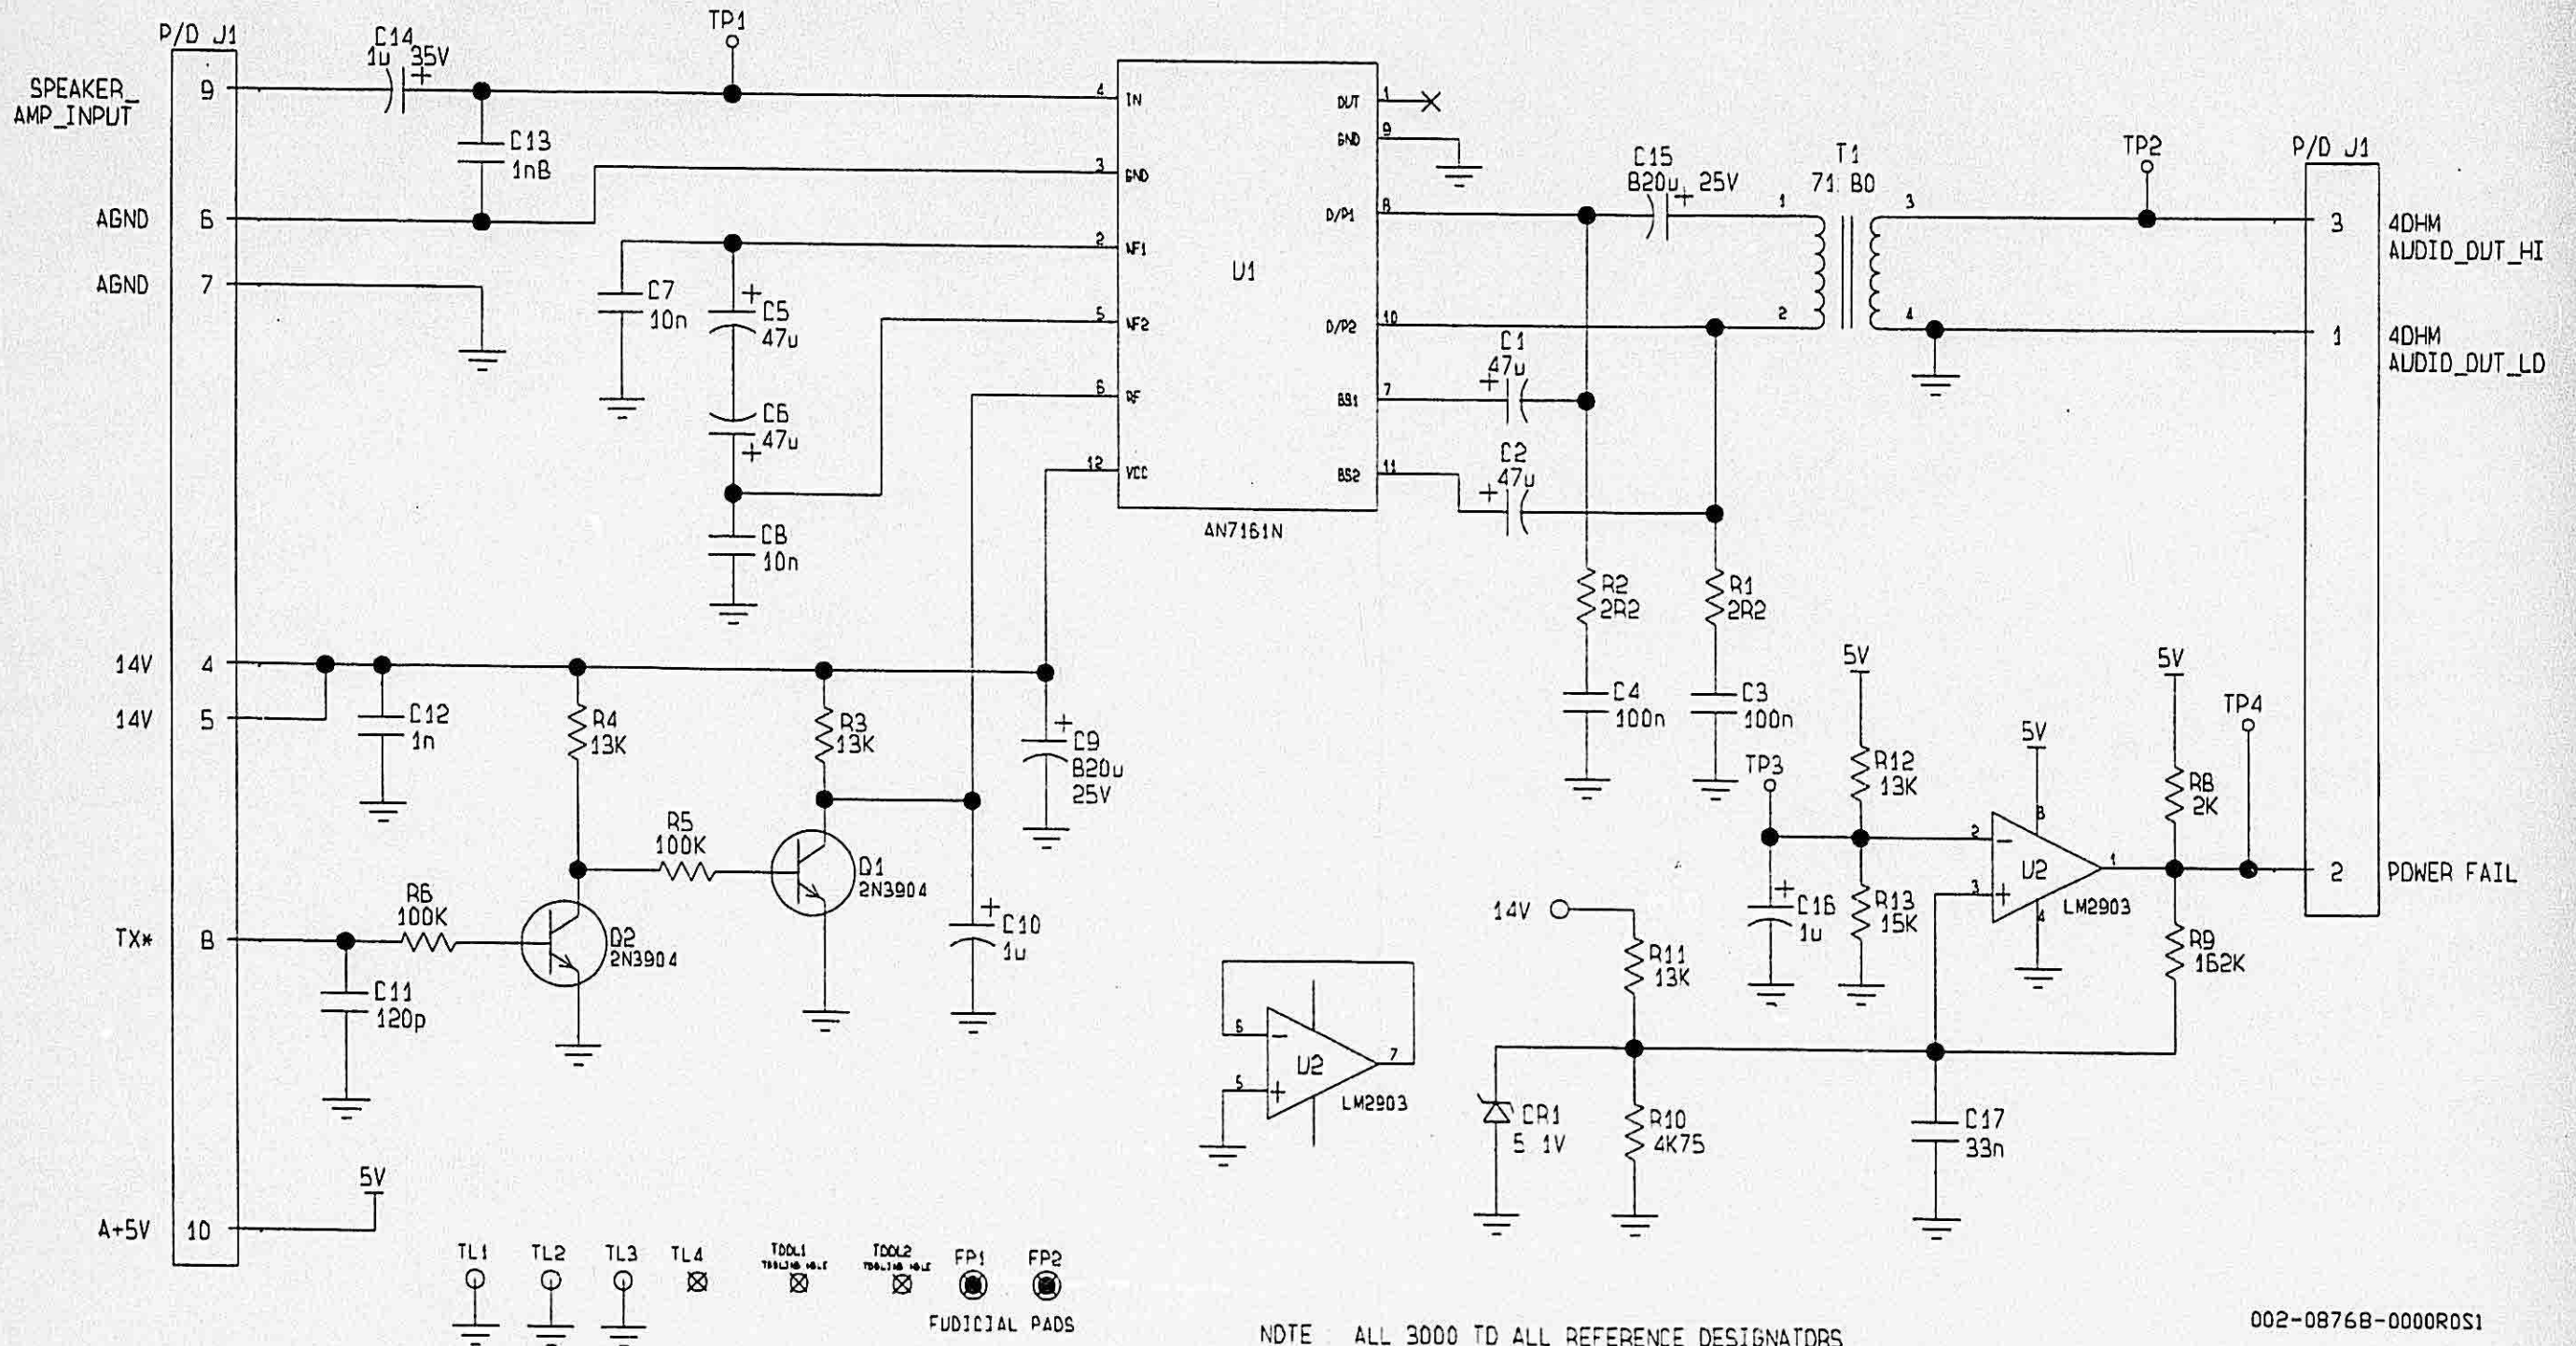 P/O J1
SPEAKER_
AMP_INPUT
9
C14
1u 35V
+
TP1
C13
1n8
AGND
6
AGND
7
C7
10n
+
C5
47u
C6
47u
+
C8
10n
4
IN
3
GND
2
NF1
5
NF2
6
RF
12
VCC
U1
AN7161N
OUT
1
GND
9
O/P1
8
O/P2
10
BS1
7
BS2
11
C15
820u 25V
+
T1
1
2
3
4
TP2
P/O J1
3
4OHM
AUDIO_OUT_HI
1
4OHM
AUDIO_OUT_LO
C1
47u
+
C2
47u
+
R2
2R2
R1
2R2
C4
100n
C3
100n
14V
4
14V
5
C12
1n
R4
13K
R3
13K
+
C9
820u
25V
R5
100K
Q1
2N3904
R6
100K
Q2
2N3904
TX*
8
C11
120p
+
C10
1u
5V
R12
13K
TP3
+
C16
1u
R13
15K
5V
8
2
-
3
+
U2
1
4
LM2903
5V
R8
2K
TP4
2
POWER FAIL
R9
162K
14V
R11
13K
6
-
5
+
U2
7
LM2903
CR1
5.1V
R10
4K75
C17
33n
A+5V
10
5V
TL1
TL2
TL3
TL4
TOOL1
TOOLING HOLE
TOOL2
TOOLING HOLE
FP1
FP2
FUDICIAL PADS
NOTE : ALL 3000 TO ALL REFERENCE DESIGNATORS
002-08768-0000R0S1